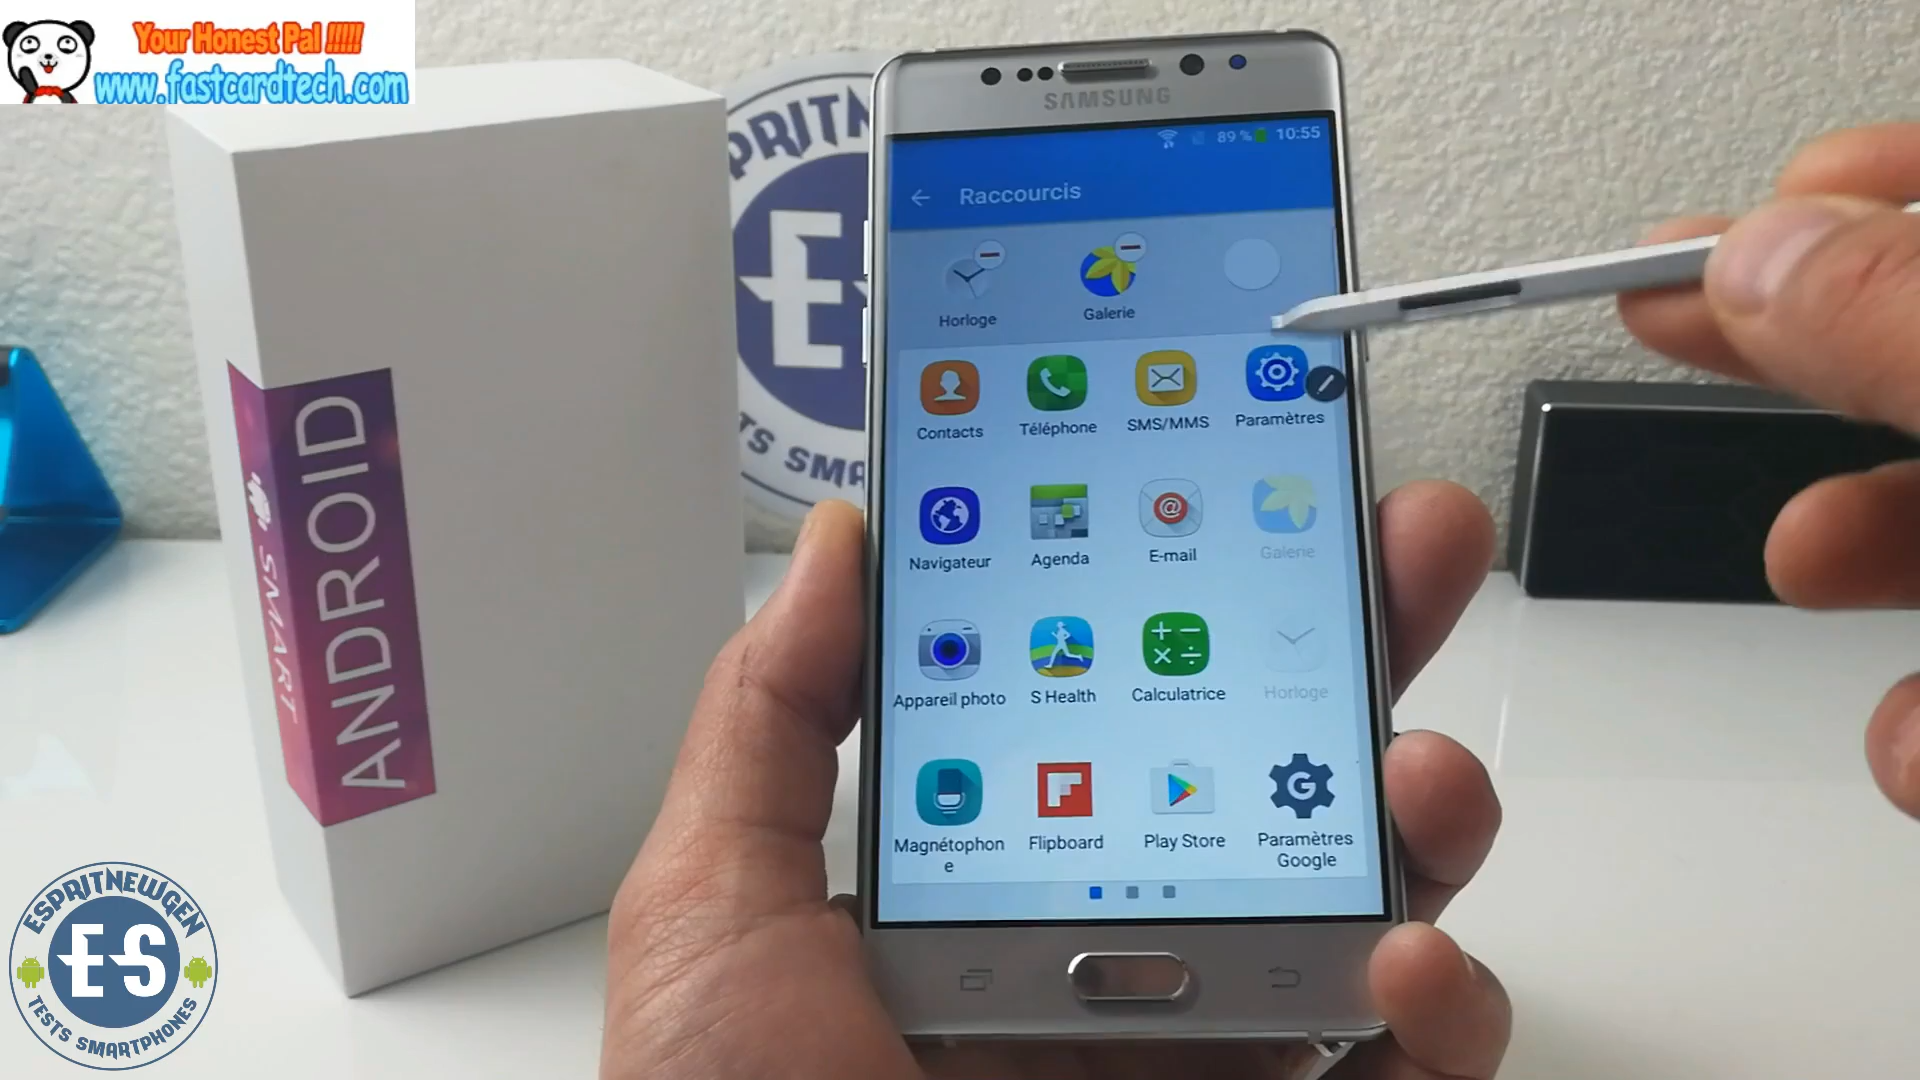 Your Honest Pal !!!!!
www.fastcardtech.com
SAMSUNG
89 % 10:55
Raccourcis
Horloge
Galerie
Contacts
Téléphone
SMS/MMS
Paramètres
Navigateur
Agenda
E-mail
Galerie
Appareil photo
S Health
Calculatrice
Horloge
Magnétophon
e
Flipboard
Play Store
Paramètres
Google
SMART
ANDROID
ESPRITNEWGEN
ES
TESTS SMARTPHONES